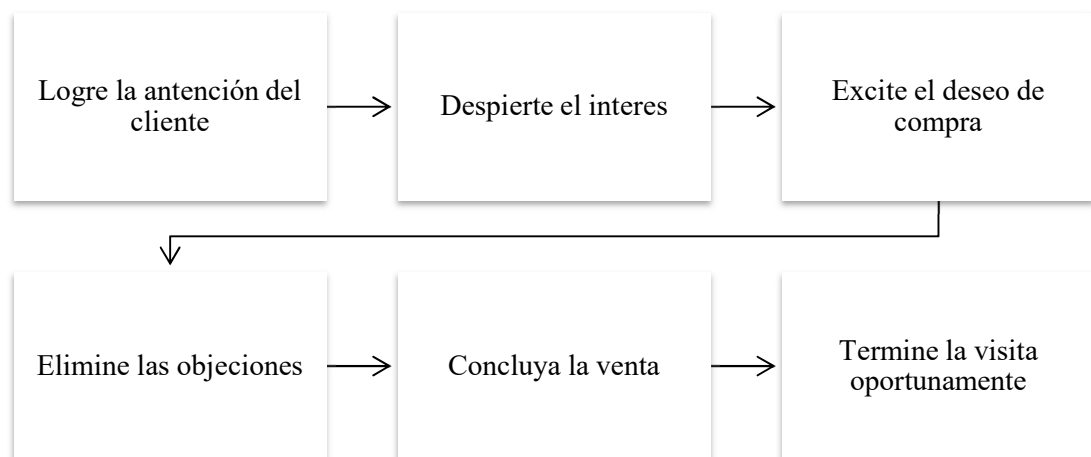 Logre la antención del
cliente
Despierte el interes
Excite el deseo de
compra
Elimine las objeciones
Concluya la venta
Termine la visita
oportunamente